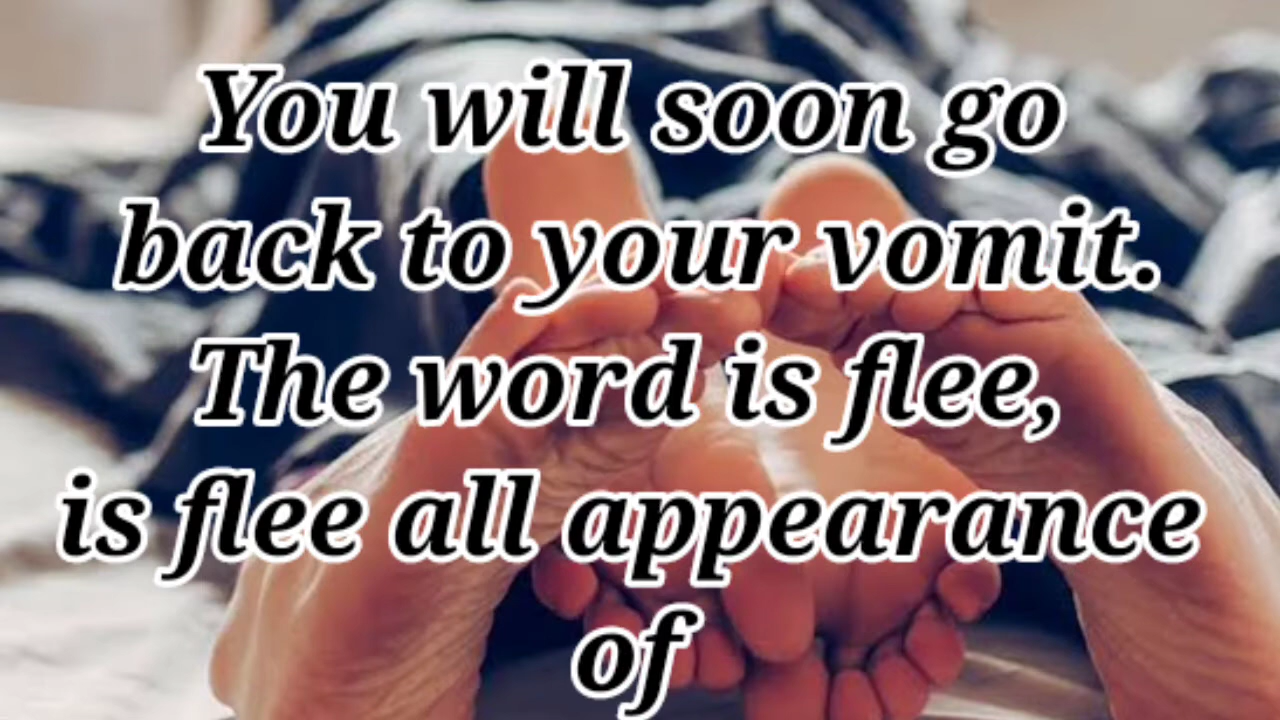 You will soon go
back to your vomit.
The word is flee,
is flee all appearance
of